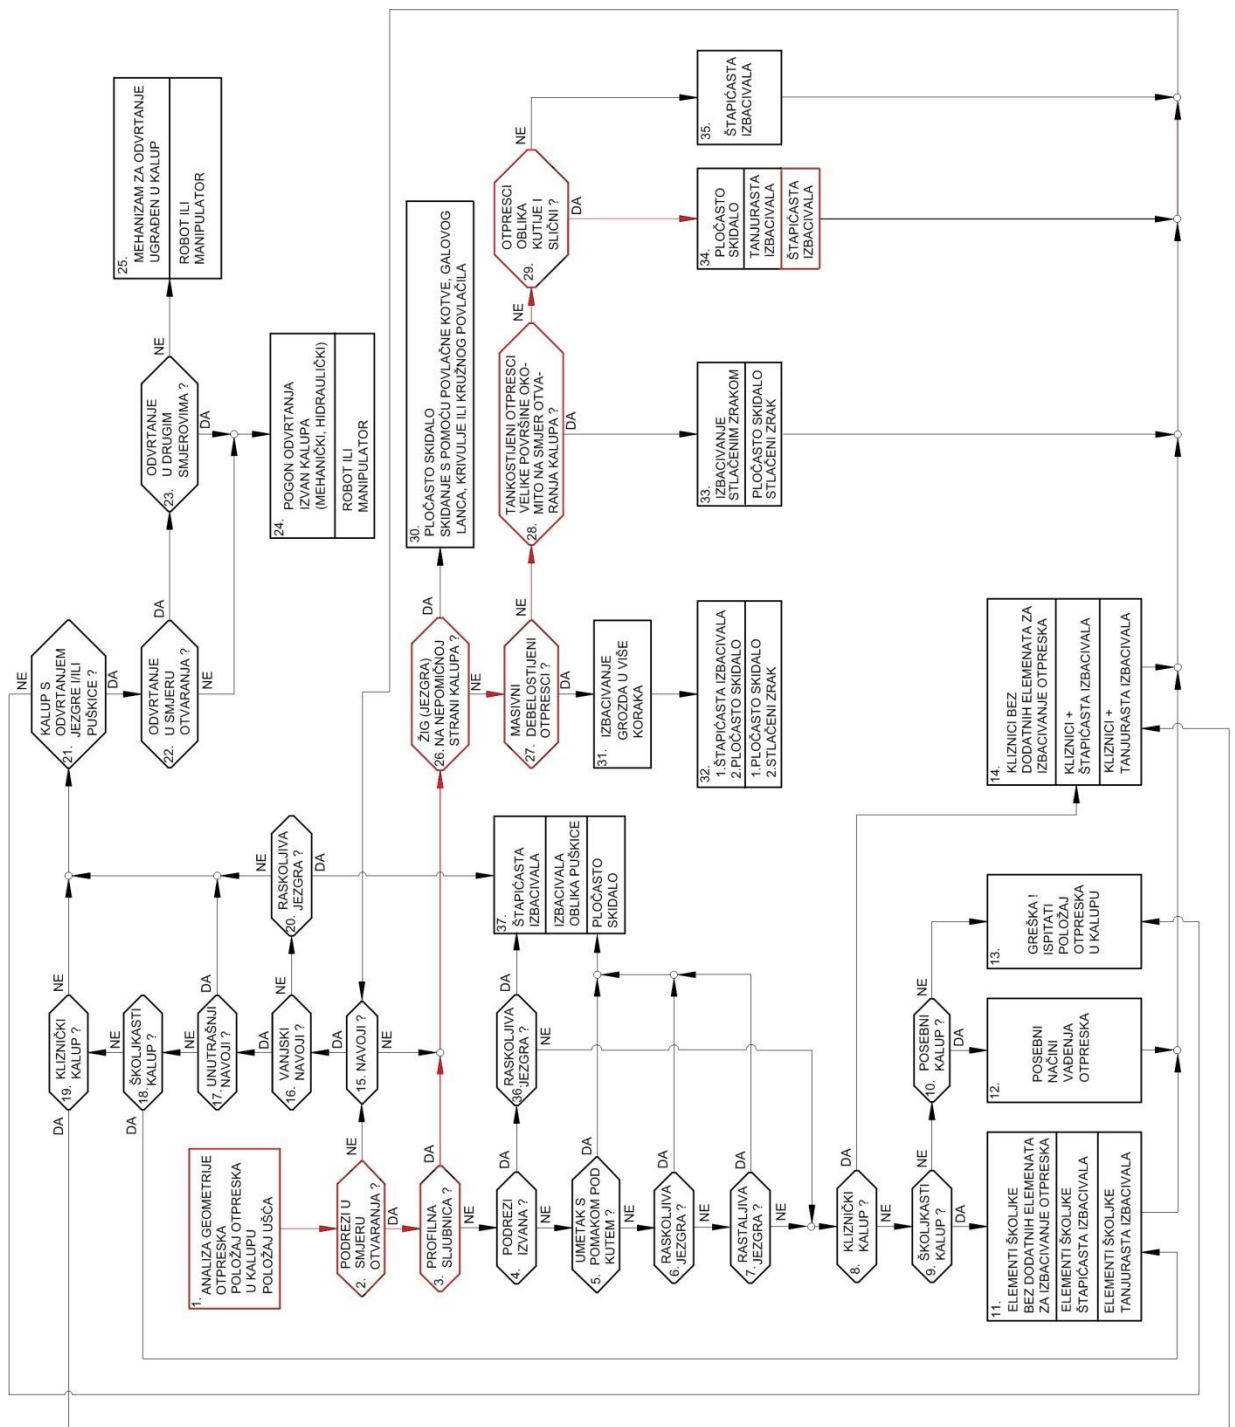 1.
ANALIZA GEOMETRIJE
OTPRESKA
POLOŽAJ OTPRESKA
U KALUPU
POLOŽAJ UŠĆA
PODREZI U
SMJERU
2. OTVARANJA ?
NE
DA
PROFILNA
3. SLJUBNICA ?
DA
NE
PODREZI
4. IZVANA ?
DA
NE
UMETAK S
POMAKOM POD
5. KUTEM ?
DA
NE
RASKOLJIVA
6. JEZGRA ?
DA
NE
RASTALJIVA
7. JEZGRA ?
DA
NE
KLIZNIČKI
8. KALUP ?
DA
NE
ŠKOLJKASTI
9. KALUP ?
NE
DA
POSEBNI
10. KALUP ?
NE
DA
11.
ELEMENTI ŠKOLJKE
BEZ DODATNIH ELEMENATA
ZA IZBACIVANJE OTPRESKA
ELEMENTI ŠKOLJKE
ŠTAPIĆASTA IZBACIVALA
ELEMENTI ŠKOLJKE
TANJURASTA IZBACIVALA
12.
POSEBNI
NAČINI
VAĐENJA
OTPRESKA
13.
GREŠKA !
ISPITATI
POLOŽAJ
OTPRESKA
U KALUPU
14.
KLIZNICI BEZ
DODATNIH ELEMENATA ZA
IZBACIVANJE OTPRESKA
KLIZNICI +
ŠTAPIĆASTA IZBACIVALA
KLIZNICI +
TANJURASTA IZBACIVALA
15. NAVOJI ?
DA
NE
VANJSKI
16. NAVOJI ?
DA
NE
UNUTRAŠNJI
17. NAVOJI ?
NE
DA
ŠKOLJKASTI
18. KALUP ?
DA
NE
KLIZNIČKI
19. KALUP ?
DA
NE
RASKOLJIVA
20. JEZGRA ?
NE
DA
KALUP S
ODVRTANJEM
JEZGRE I/ILI
21. PUŠKICE ?
NE
DA
ODVRTANJE
U SMJERU
22. OTVARANJA ?
DA
NE
ODVRTANJE
U DRUGIM
23. SMJEROVIMA ?
NE
DA
24.
POGON ODVRTANJA
IZVAN KALUPA
(MEHANIČKI, HIDRAULIČKI)
ROBOT ILI
MANIPULATOR
25.
MEHANIZAM ZA ODVRTANJE
UGRAĐEN U KALUP
ROBOT ILI
MANIPULATOR
ŽIG (JEZGRA)
26. NA NEPOMIČNOJ
STRANI KALUPA ?
DA
NE
MASIVNI
DEBELOSTIJENI
27. OTPRESCI ?
NE
DA
TANKOSTIJENI OTPRESCI
VELIKE POVRŠINE OKO-
MITO NA SMJER OTVA-
28. RANJA KALUPA ?
NE
DA
OTPRESCI
OBLIKA
KUTIJE I
29. SLIČNI ?
NE
DA
30.
PLOČASTO SKIDALO
SKIDANJE S POMOĆU POVLAČNE KOTVE, GALOVOG
LANCA, KRIVULJE ILI KRUŽNOG POVLAČILA
31.
IZBACIVANJE
GROZDA U VIŠE
KORAKA
32.
1.ŠTAPIĆASTA IZBACIVALA
2.PLOČASTO SKIDALO
1.PLOČASTO SKIDALO
2.STLAČENI ZRAK
33.
IZBACIVANJE
STLAČENIM ZRAKOM
PLOČASTO SKIDALO
STLAČENI ZRAK
34.
PLOČASTO
SKIDALO
TANJURASTA
IZBACIVALA
ŠTAPIĆASTA
IZBACIVALA
35.
ŠTAPIĆASTA
IZBACIVALA
RASKOLJIVA
36. JEZGRA ?
DA
NE
37.
ŠTAPIĆASTA
IZBACIVALA
IZBACIVALA
OBLIKA PUŠKICE
PLOČASTO
SKIDALO